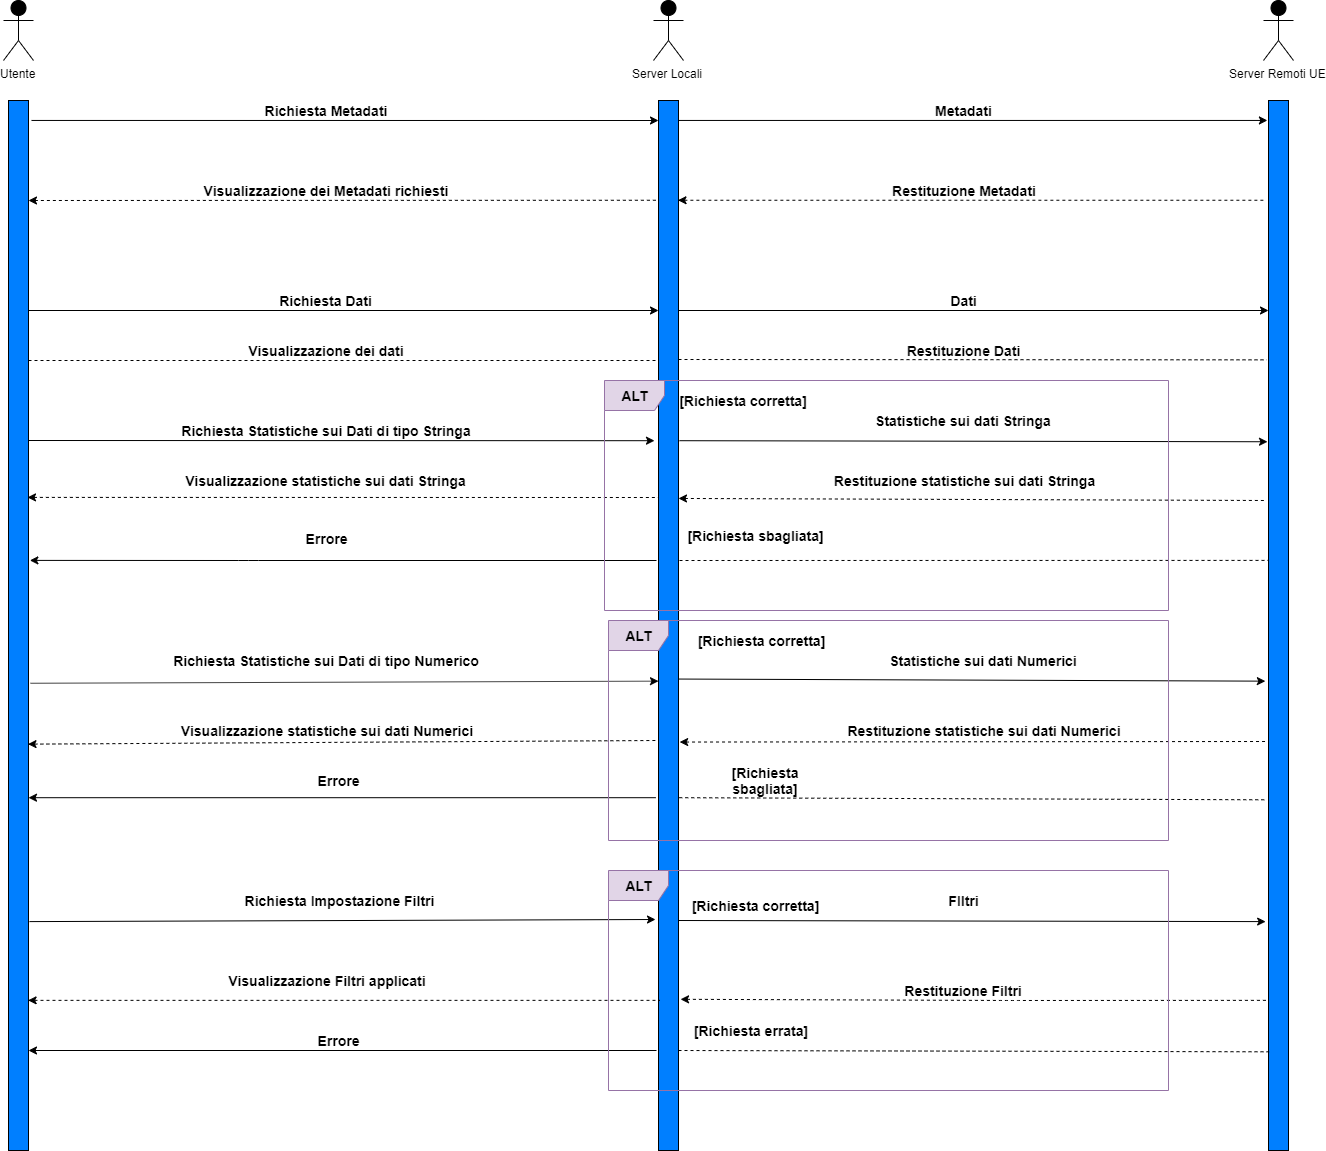 Utente
Server Locali
Server Remoti UE
Richiesta Metadati
Metadati
Visualizzazione dei Metadati richiesti
Restituzione Metadati
Richiesta Dati
Dati
Visualizzazione dei dati
Restituzione Dati
ALT
[Richiesta corretta]
Richiesta Statistiche sui Dati di tipo Stringa
Statistiche sui dati Stringa
Visualizzazione statistiche sui dati Stringa
Restituzione statistiche sui dati Stringa
Errore
[Richiesta sbagliata]
ALT
[Richiesta corretta]
Richiesta Statistiche sui Dati di tipo Numerico
Statistiche sui dati Numerici
Visualizzazione statistiche sui dati Numerici
Restituzione statistiche sui dati Numerici
Errore
[Richiesta
sbagliata]
ALT
Richiesta Impostazione Filtri
[Richiesta corretta]
FIltri
Visualizzazione Filtri applicati
Restituzione Filtri
Errore
[Richiesta errata]